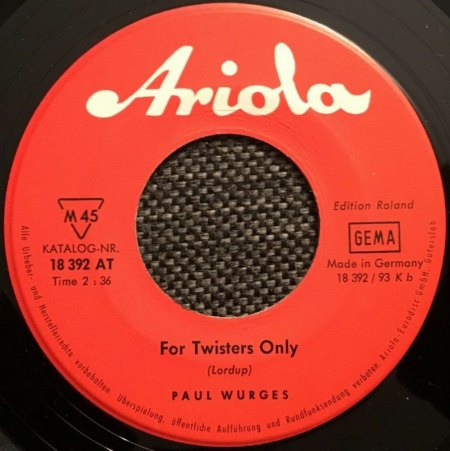 Ariola
M 45
KATALOG-NR.
18 392 AT
Time 2 : 36
Edition Roland
GEMA
Made in Germany
18 392 / 93 K b
For Twisters Only
(Lordup)
PAUL WURGES
Alle Urheber- und Herstellerrechte vorbehalten. Überspielung, öffentliche Aufführung und Rundfunksendung verboten Ariola-Eurodisc GmbH, Gütersloh